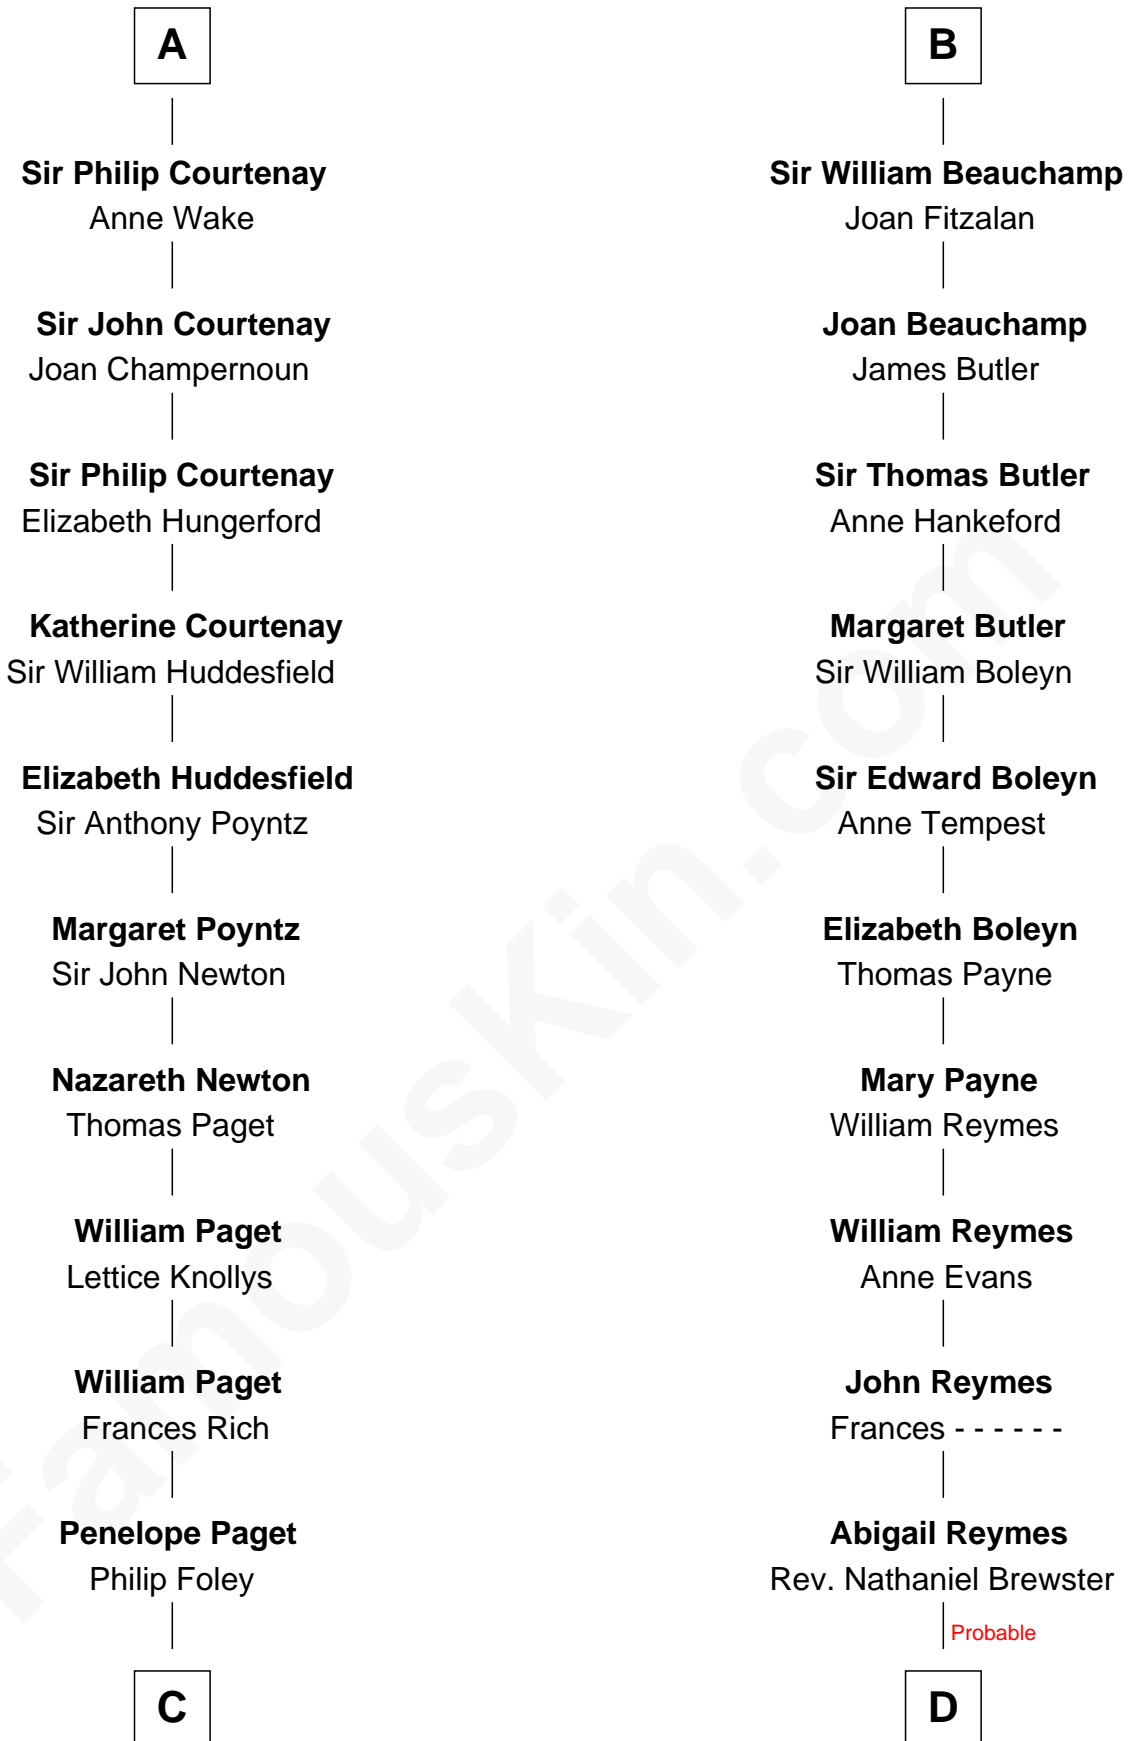 A
Sir Philip Courtenay
Anne Wake
Sir John Courtenay
Joan Champernoun
Sir Philip Courtenay
Elizabeth Hungerford
Katherine Courtenay
Sir William Huddesfield
Elizabeth Huddesfield
Sir Anthony Poyntz
Margaret Poyntz
Sir John Newton
Nazareth Newton
Thomas Paget
William Paget
Lettice Knollys
William Paget
Frances Rich
Penelope Paget
Philip Foley
C
B
Sir William Beauchamp
Joan Fitzalan
Joan Beauchamp
James Butler
Sir Thomas Butler
Anne Hankeford
Margaret Butler
Sir William Boleyn
Sir Edward Boleyn
Anne Tempest
Elizabeth Boleyn
Thomas Payne
Mary Payne
William Reymes
William Reymes
Anne Evans
John Reymes
Frances - - - - - -
Abigail Reymes
Rev. Nathaniel Brewster
Probable
D
FamousKin.com